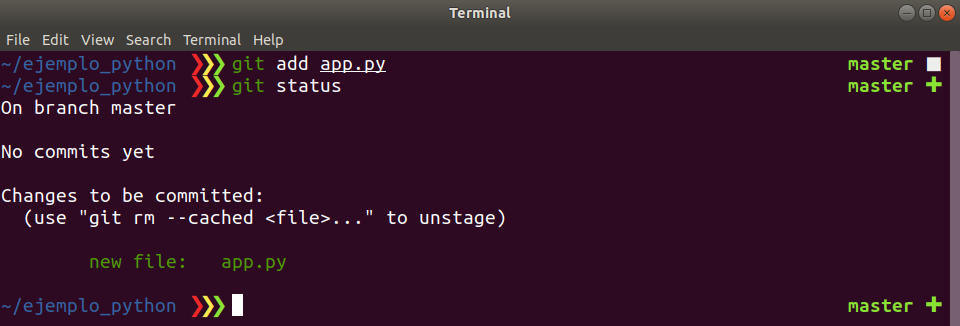 Terminal
File Edit View Search Terminal Help
~/ejemplo_python ❯❯❯ git add app.py master ■
~/ejemplo_python ❯❯❯ git status master ✚
On branch master
No commits yet
Changes to be committed:
(use "git rm --cached <file>..." to unstage)
new file: app.py
~/ejemplo_python ❯❯❯ master ✚